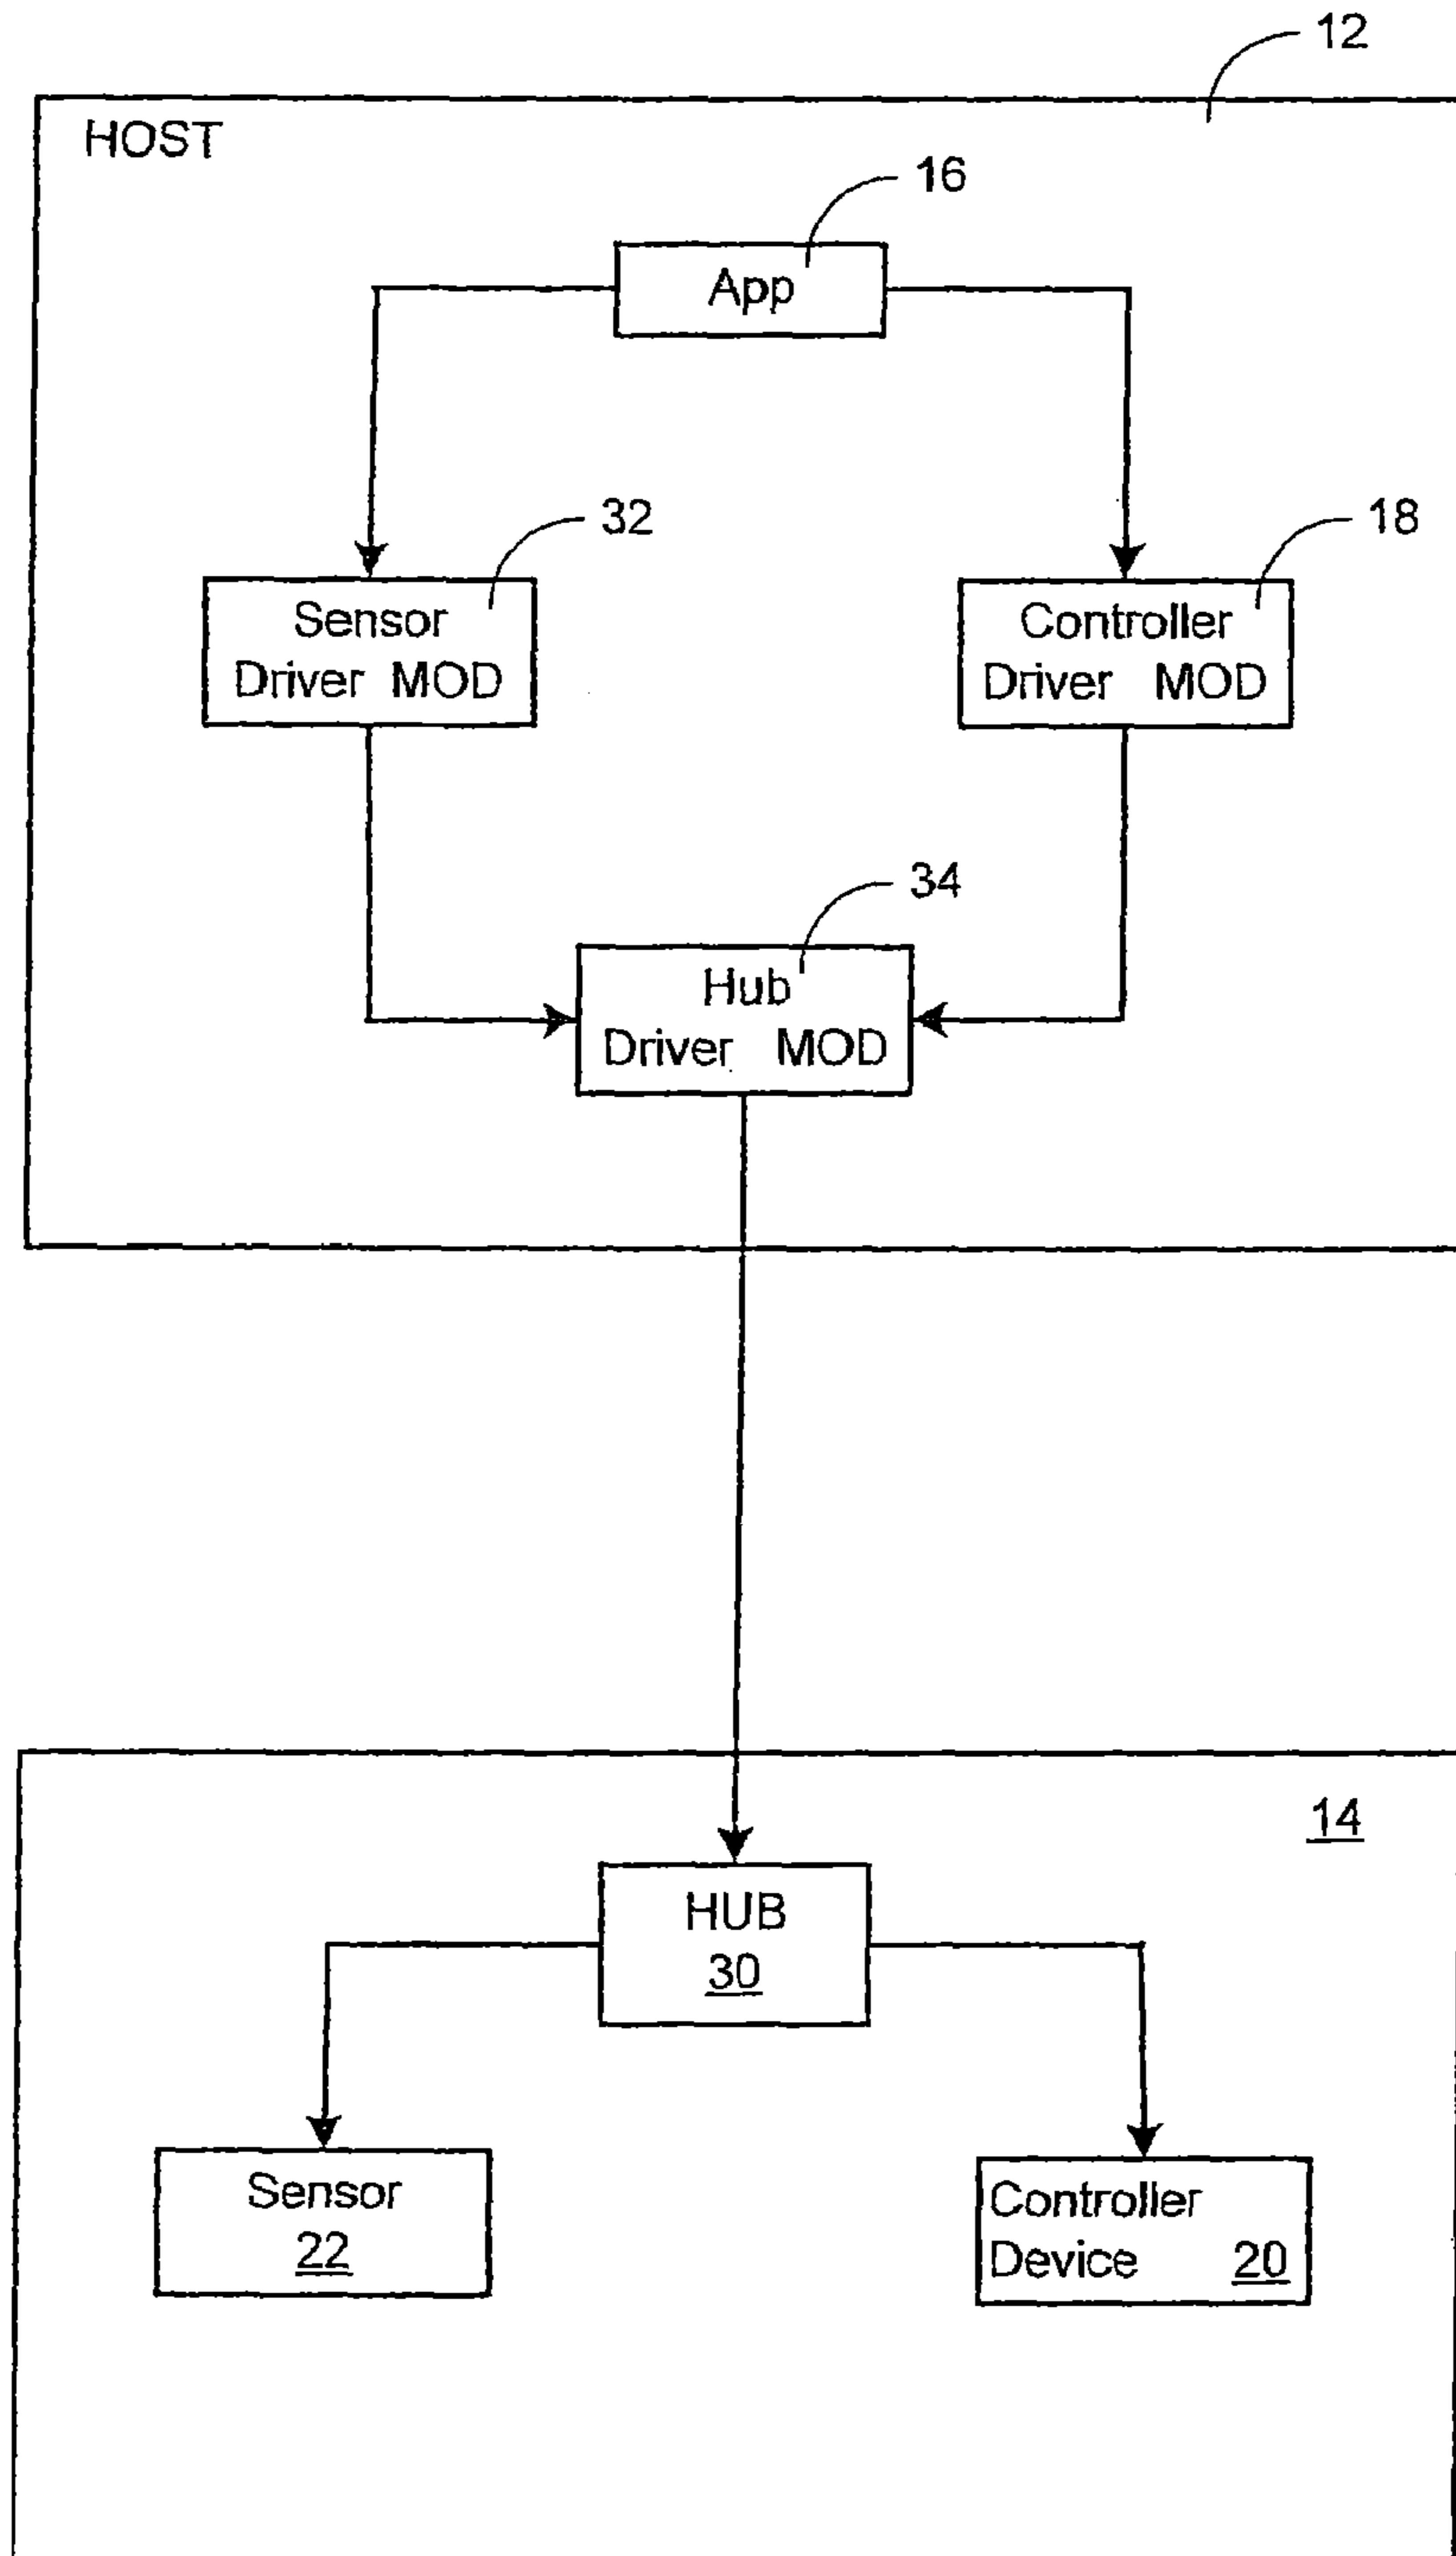 12
HOST
16
App
32
18
Sensor
Driver MOD
Controller
Driver MOD
34
Hub
Driver MOD
14
HUB
30
Sensor
22
Controller
Device 20